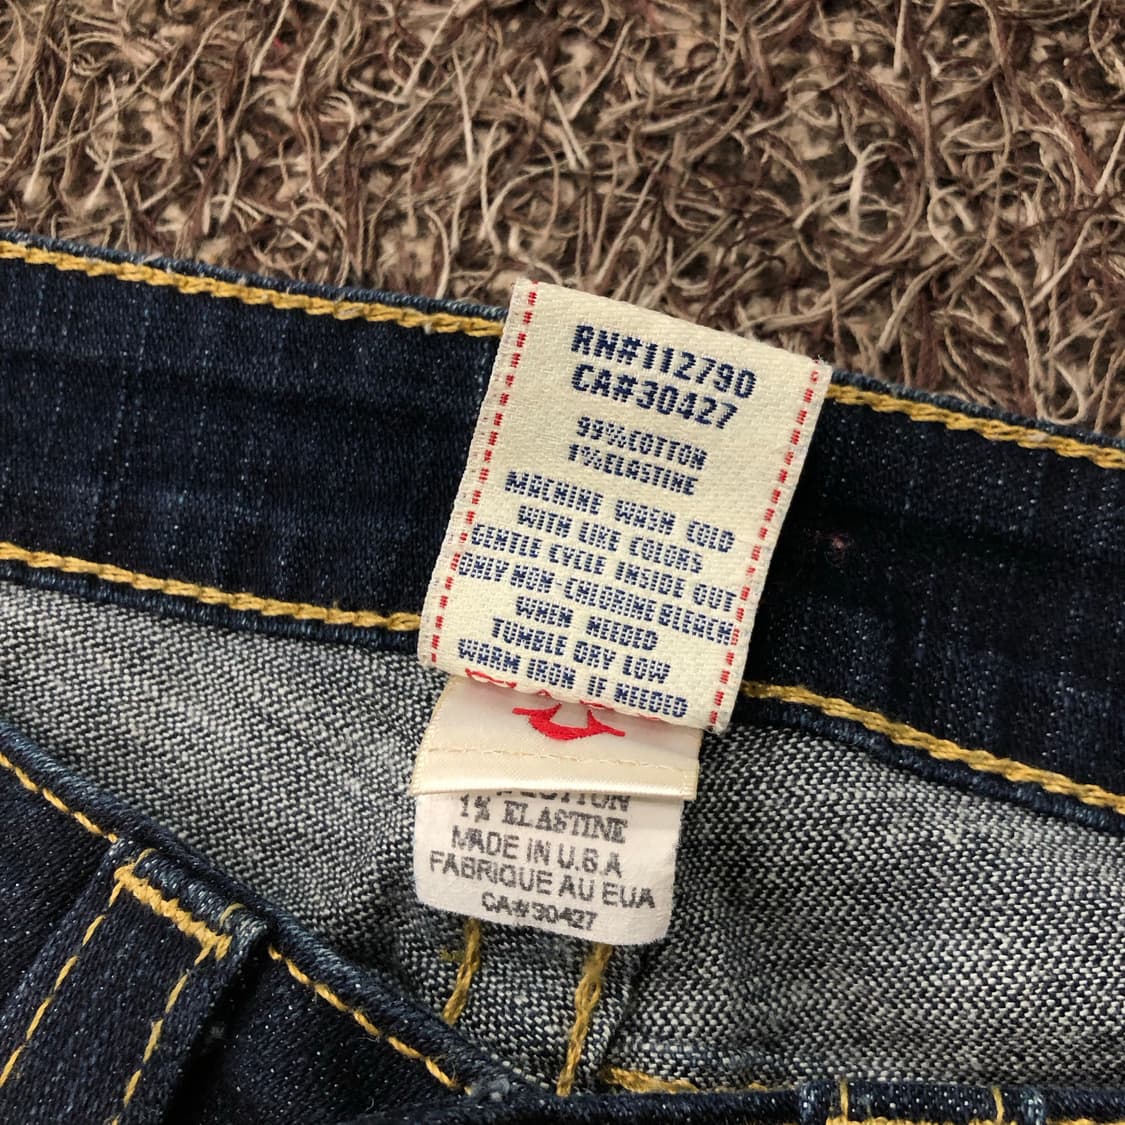 RN#112790
CA#30427
99%COTTON
1%ELASTINE
MACHINE WASH COLD
WITH LIKE COLORS
GENTLE CYCLE INSIDE OUT
ONLY NON-CHLORINE BLEACH
WHEN NEEDED
TUMBLE DRY LOW
WARM IRON IF NEEDED
COTTON
1% ELASTINE
MADE IN U.S.A
FABRIQUE AU EUA
CA#30427